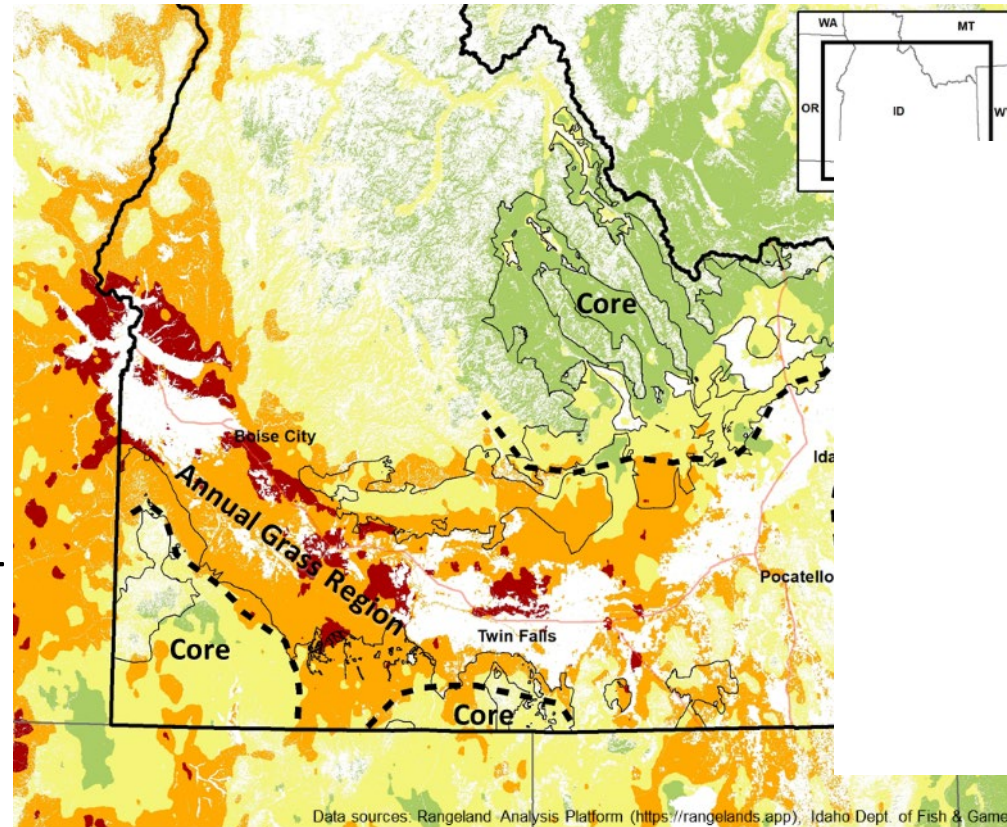 WA
MT
OR
ID
W
Core
Boise City
Ida
Annual Grass Region
Pocatello
Twin Falls
Core
Core
Data sources: Rangeland Analysis Platform (https://rangelands.app), Idaho Dept. of Fish & Game